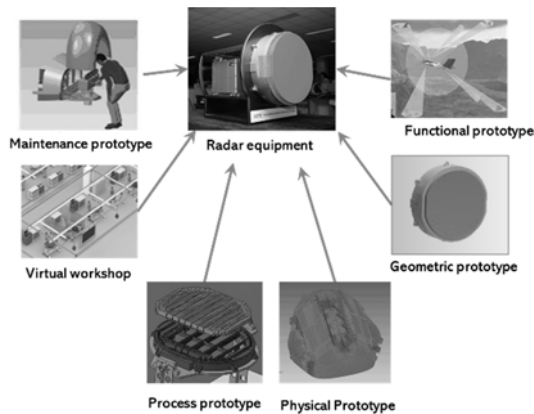 Maintenance prototype
Radar equipment
Functional prototype
Virtual workshop
Geometric prototype
Process prototype
Physical Prototype